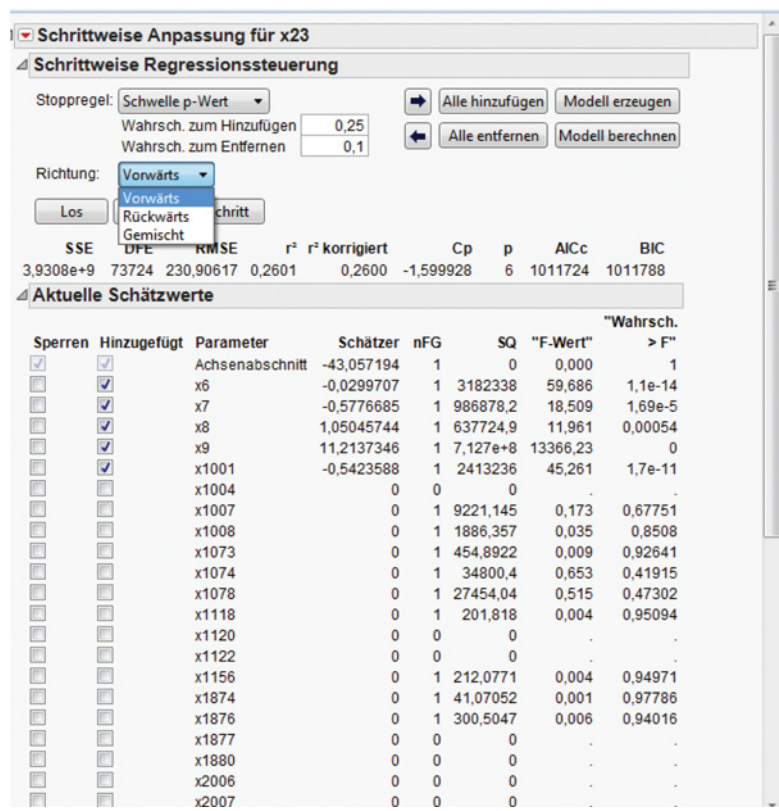 Schrittweise Anpassung für x23
Schrittweise Regressionssteuerung
Stoppregel: Schwelle p-Wert
Wahrsch. zum Hinzufügen 0,25
Wahrsch. zum Entfernen 0,1
Alle hinzufügen Modell erzeugen
Alle entfernen Modell berechnen
Richtung: Vorwärts
Vorwärts
Rückwärts
Gemischt
Los chritt
SSE DFE RMSE r² r² korrigiert Cp p AICc BIC
3,9308e+9 73724 230,90617 0,2601 0,2600 -1,599928 6 1011724 1011788
Aktuelle Schätzwerte
"Wahrsch.
Sperren Hinzugefügt Parameter Schätzer nFG SQ "F-Wert" > F"
Achsenabschnitt -43,057194 1 0 0,000 1
x6 -0,0299707 1 3182338 59,686 1,1e-14
x7 -0,5776685 1 986878,2 18,509 1,69e-5
x8 1,05045744 1 637724,9 11,961 0,00054
x9 11,2137346 1 7,127e+8 13366,23 0
x1001 -0,5423588 1 2413236 45,261 1,7e-11
x1004 0 0 0 . .
x1007 0 1 9221,145 0,173 0,67751
x1008 0 1 1886,357 0,035 0,8508
x1073 0 1 454,8922 0,009 0,92641
x1074 0 1 34800,4 0,653 0,41915
x1078 0 1 27454,04 0,515 0,47302
x1118 0 1 201,818 0,004 0,95094
x1120 0 0 0 . .
x1122 0 0 0 . .
x1156 0 1 212,0771 0,004 0,94971
x1874 0 1 41,07052 0,001 0,97786
x1876 0 1 300,5047 0,006 0,94016
x1877 0 0 0 . .
x1880 0 0 0 . .
x2006 0 0 0 . .
x2007 0 0 0 . .